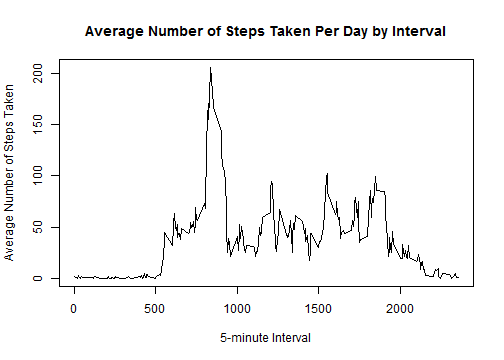 Average Number of Steps Taken Per Day by Interval
Average Number of Steps Taken
200
150
100
50
0
0 500 1000 1500 2000
5-minute Interval